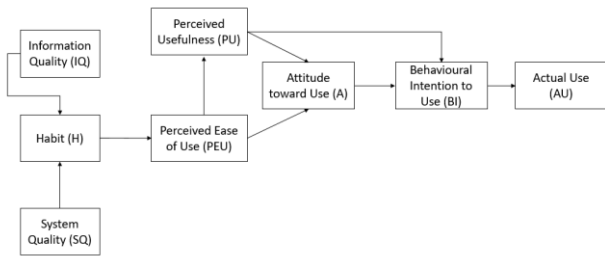 Information
Quality (IQ)
Habit (H)
System
Quality (SQ)
Perceived
Usefulness (PU)
Perceived Ease
of Use (PEU)
Attitude
toward Use (A)
Behavioural
Intention to
Use (BI)
Actual Use
(AU)